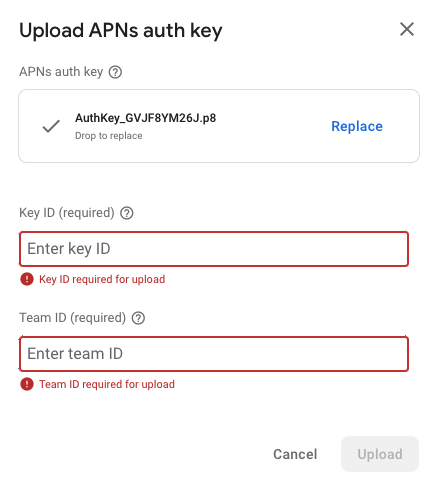 Upload APNs auth key
APNs auth key
AuthKey_GVJF8YM26J.p8
Drop to replace
Replace
Key ID (required)
Enter key ID
Key ID required for upload
Team ID (required)
Enter team ID
Team ID required for upload
Cancel
Upload